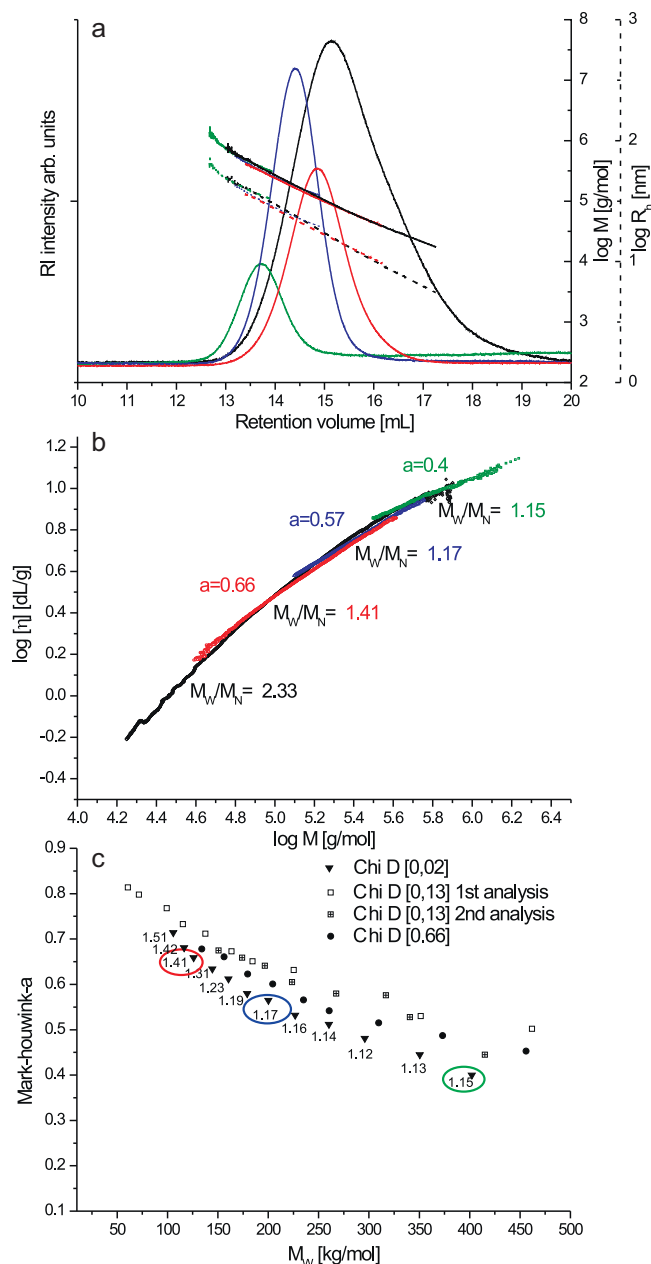 a
RI intensity arb. units
8
7
6
5
4
3
2
log M [g/mol]
3
2
1
0
log Rh [nm]
10 11 12 13 14 15 16 17 18 19 20
Retention volume [mL]
b
1.2
1.0
0.8
0.6
0.4
0.2
0.0
-0.2
-0.4
log [η] [dL/g]
a=0.4
MW/MN= 1.15
a=0.57
MW/MN= 1.17
a=0.66
MW/MN= 1.41
MW/MN= 2.33
4.0 4.2 4.4 4.6 4.8 5.0 5.2 5.4 5.6 5.8 6.0 6.2 6.4
log M [g/mol]
c
0.9
0.8
0.7
0.6
0.5
0.4
0.3
0.2
0.1
Mark-houwink-a
Chi D [0,02]
Chi D [0,13] 1st analysis
Chi D [0,13] 2nd analysis
Chi D [0.66]
1.51
1.42
1.41
1.31
1.23
1.19
1.17
1.16
1.14
1.12
1.13
1.15
50 100 150 200 250 300 350 400 450 500
MW [kg/mol]